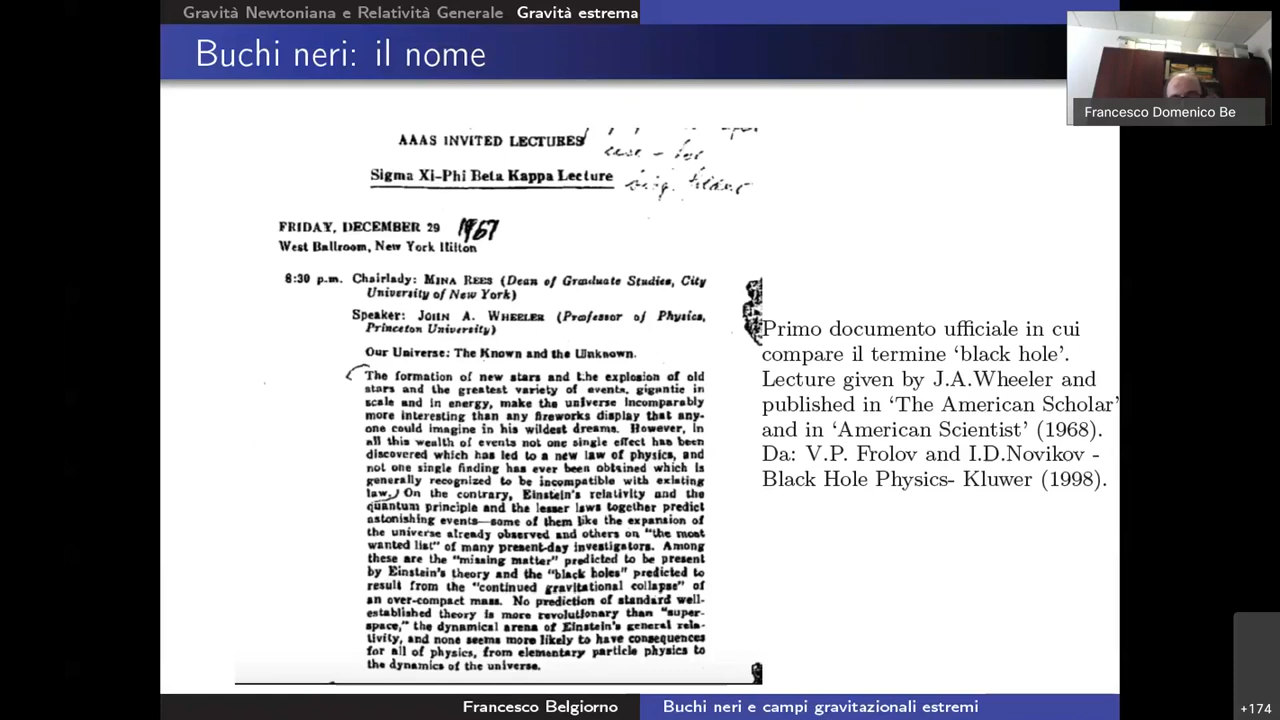 Gravità Newtoniana e Relatività Generale Gravità estrema
Buchi neri: il nome
Francesco Domenico Be
AAAS INVITED LECTURES
Sigma Xi-Phi Beta Kappa Lecture
FRIDAY, DECEMBER 29 1967
West Ballroom, New York Hilton
8:30 p.m. Chairlady: MINA REES (Dean of Graduate Studies, City
University of New York)
Speaker: JOHN A. WHEELER (Professor of Physics,
Princeton University)
Our Universe: The Known and the Unknown.
The formation of new stars and the explosion of old
stars and the greatest variety of events, gigantic in
scale and in energy, make the universe incomparably
more interesting than any fireworks display that any-
one could imagine in his wildest dreams. However, in
all this wealth of events not one single effect has been
discovered which has led to a new law of physics, and
not one single finding has ever been obtained which is
generally recognized to be incompatible with existing
law. On the contrary, Einstein's relativity and the
quantum principle and the lesser laws together predict
astonishing events—some of them like the expansion of
the universe already observed and others on "the most
wanted list" of many present-day investigators. Among
these are the "missing matter" predicted to be present
by Einstein's theory and the "black holes" predicted to
result from the "continued gravitational collapse" of
an over-compact mass. No prediction of standard well-
established theory is more revolutionary than "super-
space," the dynamical arena of Einstein's general rela-
tivity, and none seems more likely to have consequences
for all of physics, from elementary particle physics to
the dynamics of the universe.
Primo documento ufficiale in cui
compare il termine ‘black hole’.
Lecture given by J.A.Wheeler and
published in ‘The American Scholar’
and in ‘American Scientist’ (1968).
Da: V.P. Frolov and I.D.Novikov -
Black Hole Physics- Kluwer (1998).
Francesco Belgiorno
Buchi neri e campi gravitazionali estremi
+174